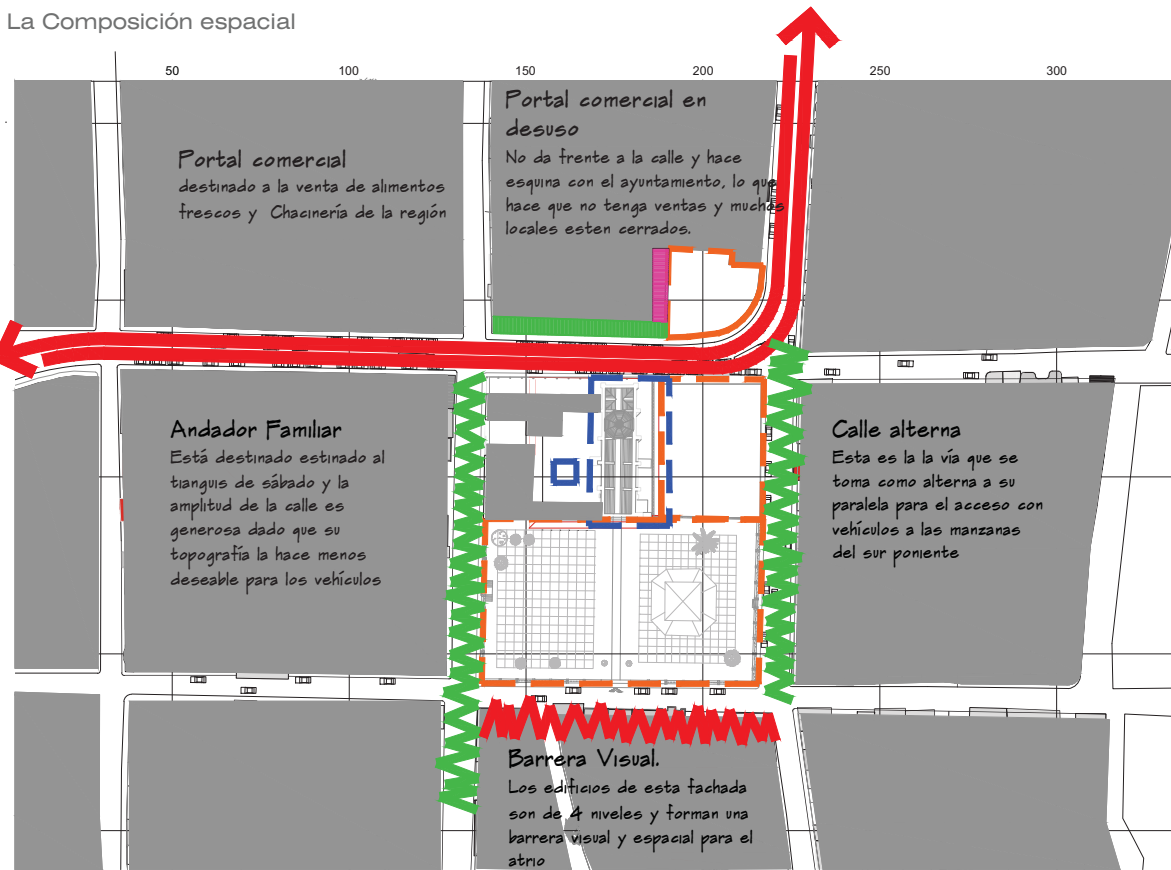 La Composición espacial
50
100
150
200
250
300
Portal comercial
destinado a la venta de alimentos
frescos y Chacinería de la región
Portal comercial en
desuso
No da frente a la calle y hace
esquina con el ayuntamiento, lo que
hace que no tenga ventas y muchos
locales esten cerrados.
Andador Familiar
Está destinado estinado al
tianguis de sábado y la
amplitud de la calle es
generosa dado que su
topografía la hace menos
deseable para los vehículos
Calle alterna
Esta es la la vía que se
toma como alterna a su
paralela para el acceso con
vehículos a las manzanas
del sur poniente
Barrera Visual.
Los edificios de esta fachada
son de 4 niveles y forman una
barrera visual y espacial para el
atrio